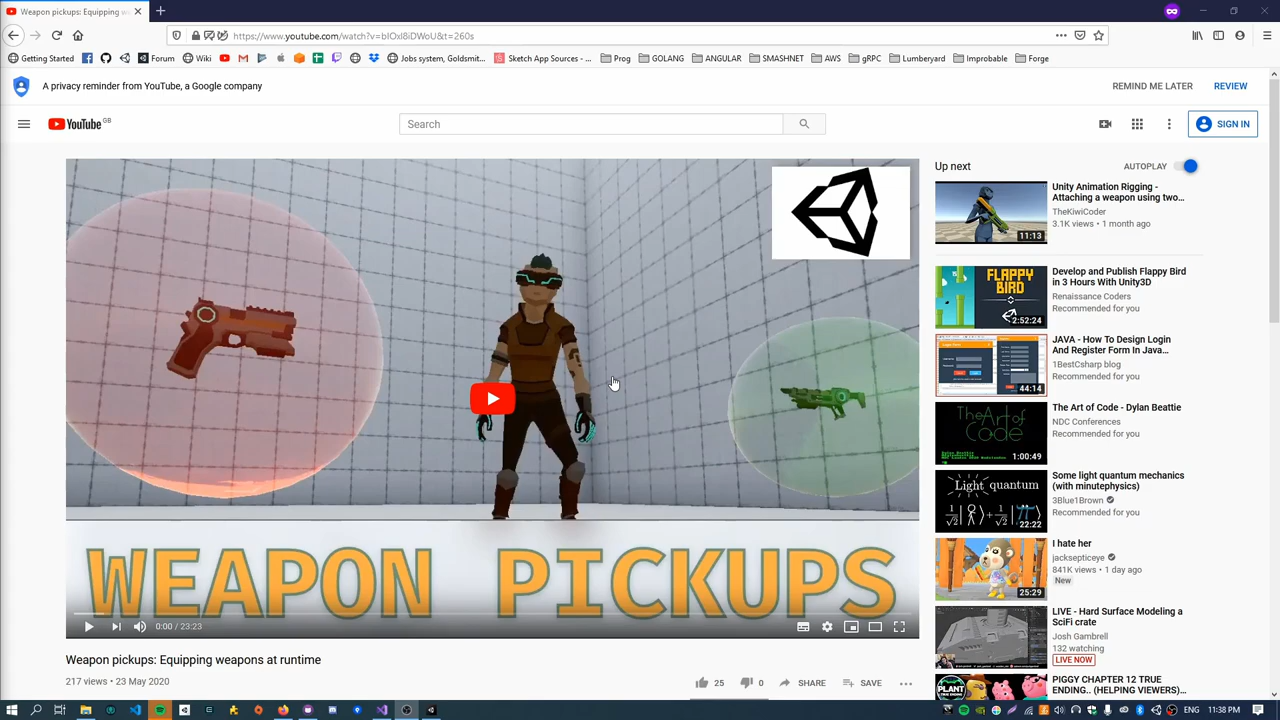 Weapon pickups: Equipping
https://www.youtube.com/watch?v=bIOxI8iDWoU&t=260s
Getting Started
Forum
Wiki
Jobs system, Goldsmit...
Sketch App Sources - ...
Prog
GOLANG
ANGULAR
SMASHNET
AWS
gRPC
Lumberyard
Improbable
Forge
A privacy reminder from YouTube, a Google company
REMIND ME LATER
REVIEW
YouTube GB
Search
SIGN IN
WEAPON PICKUPS
0:00 / 23:23
Weapon pickups: Equipping weapons at runtime
217 views • 23 May 2020
25
0
SHARE
SAVE
Up next
AUTOPLAY
11:13
Unity Animation Rigging -
Attaching a weapon using two...
TheKiwiCoder
3.1K views • 1 month ago
FLAPPY
BIRD
2:52:24
Develop and Publish Flappy Bird
in 3 Hours With Unity3D
Renaissance Coders
Recommended for you
44:14
JAVA - How To Design Login
And Register Form In Java...
1BestCsharp blog
Recommended for you
The Art of
Code
1:00:49
The Art of Code - Dylan Beattie
NDC Conferences
Recommended for you
Light quantum
22:22
Some light quantum mechanics
(with minutephysics)
3Blue1Brown
Recommended for you
25:29
I hate her
jacksepticeye
841K views • 1 day ago
New
LIVE - Hard Surface Modeling a
SciFi crate
Josh Gambrell
132 watching
LIVE NOW
PLANT
PIGGY CHAPTER 12 TRUE
ENDING.. (HELPING VIEWERS)...
ENG
11:38 PM